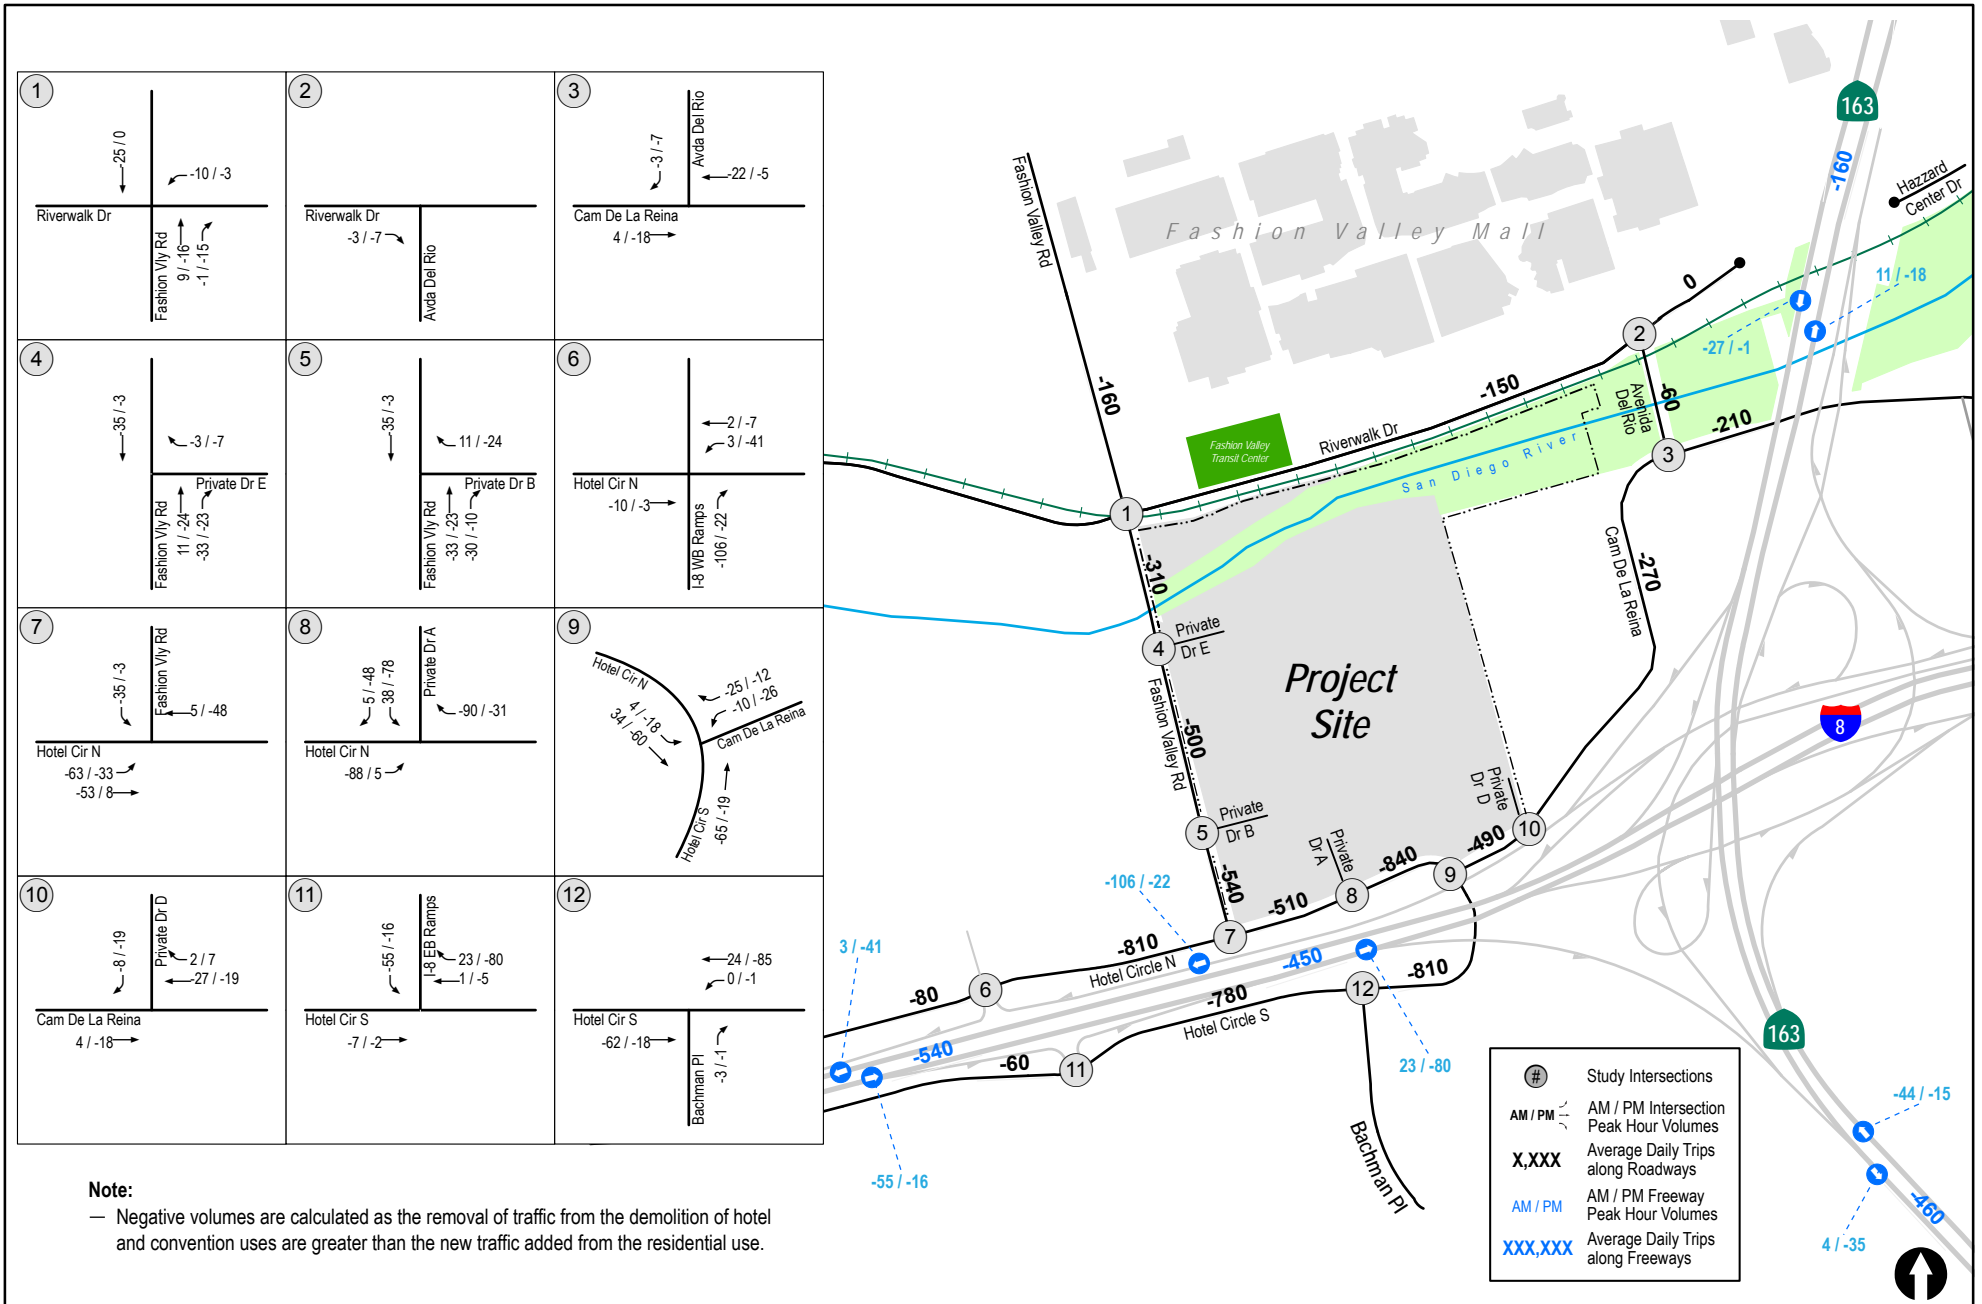 1
-25 / 0
-10 / -3
Riverwalk Dr
Fashion Vly Rd
9 / -16
-1 / -15
2
Riverwalk Dr
-3 / -7
Avda Del Rio
3
-3 / -7
Avda Del Rio
-22 / -5
Cam De La Reina
4 / -18
4
-35 / -3
-3 / -7
Private Dr E
Fashion Vly Rd
11 / -24
-33 / -23
5
-35 / -3
11 / -24
Private Dr B
Fashion Vly Rd
-33 / -23
-30 / -10
6
2 / -7
3 / -41
Hotel Cir N
-10 / -3
I-8 WB Ramps
-106 / -22
7
-35 / -3
Fashion Vly Rd
5 / -48
Hotel Cir N
-63 / -33
-53 / 8
8
5 / -48
38 / -78
Private Dr A
-90 / -31
Hotel Cir N
-88 / 5
9
Hotel Cir N
-25 / -12
-10 / -26
4 / -18
34 / -60
Cam De La Reina
Hotel Cir S
-65 / -19
10
-8 / -19
Private Dr D
2 / 7
-27 / -19
Cam De La Reina
4 / -18
11
-55 / -16
I-8 EB Ramps
23 / -80
1 / -5
Hotel Cir S
-7 / -2
12
24 / -85
0 / -1
Hotel Cir S
-62 / -18
Bachman Pl
-3 / -1
Note:
— Negative volumes are calculated as the removal of traffic from the demolition of hotel
and convention uses are greater than the new traffic added from the residential use.
163
-160
Hazzard
Center Dr
Fashion Valley Rd
Fashion Valley Mall
0
11 / -18
-27 / -1
2
-160
-150
Avenida
Del Rio
-60
-210
Fashion Valley
Transit Center
Riverwalk Dr
San Diego River
3
1
-310
-270
Cam De La Reina
4
Private
Dr E
Project
Site
Fashion Valley Rd
-500
8
5
Private
Dr B
Private
Dr D
10
-490
Private
Dr A
-840
9
-540
-510
8
7
-106 / -22
3 / -41
-810
Hotel Circle N
-450
-810
12
6
-80
-780
Hotel Circle S
-540
-60
11
23 / -80
-55 / -16
Bachman Pl
163
-44 / -15
-460
4 / -35
#
Study Intersections
AM / PM
AM / PM Intersection
Peak Hour Volumes
X,XXX
Average Daily Trips
along Roadways
AM / PM
AM / PM Freeway
Peak Hour Volumes
XXX,XXX
Average Daily Trips
along Freeways